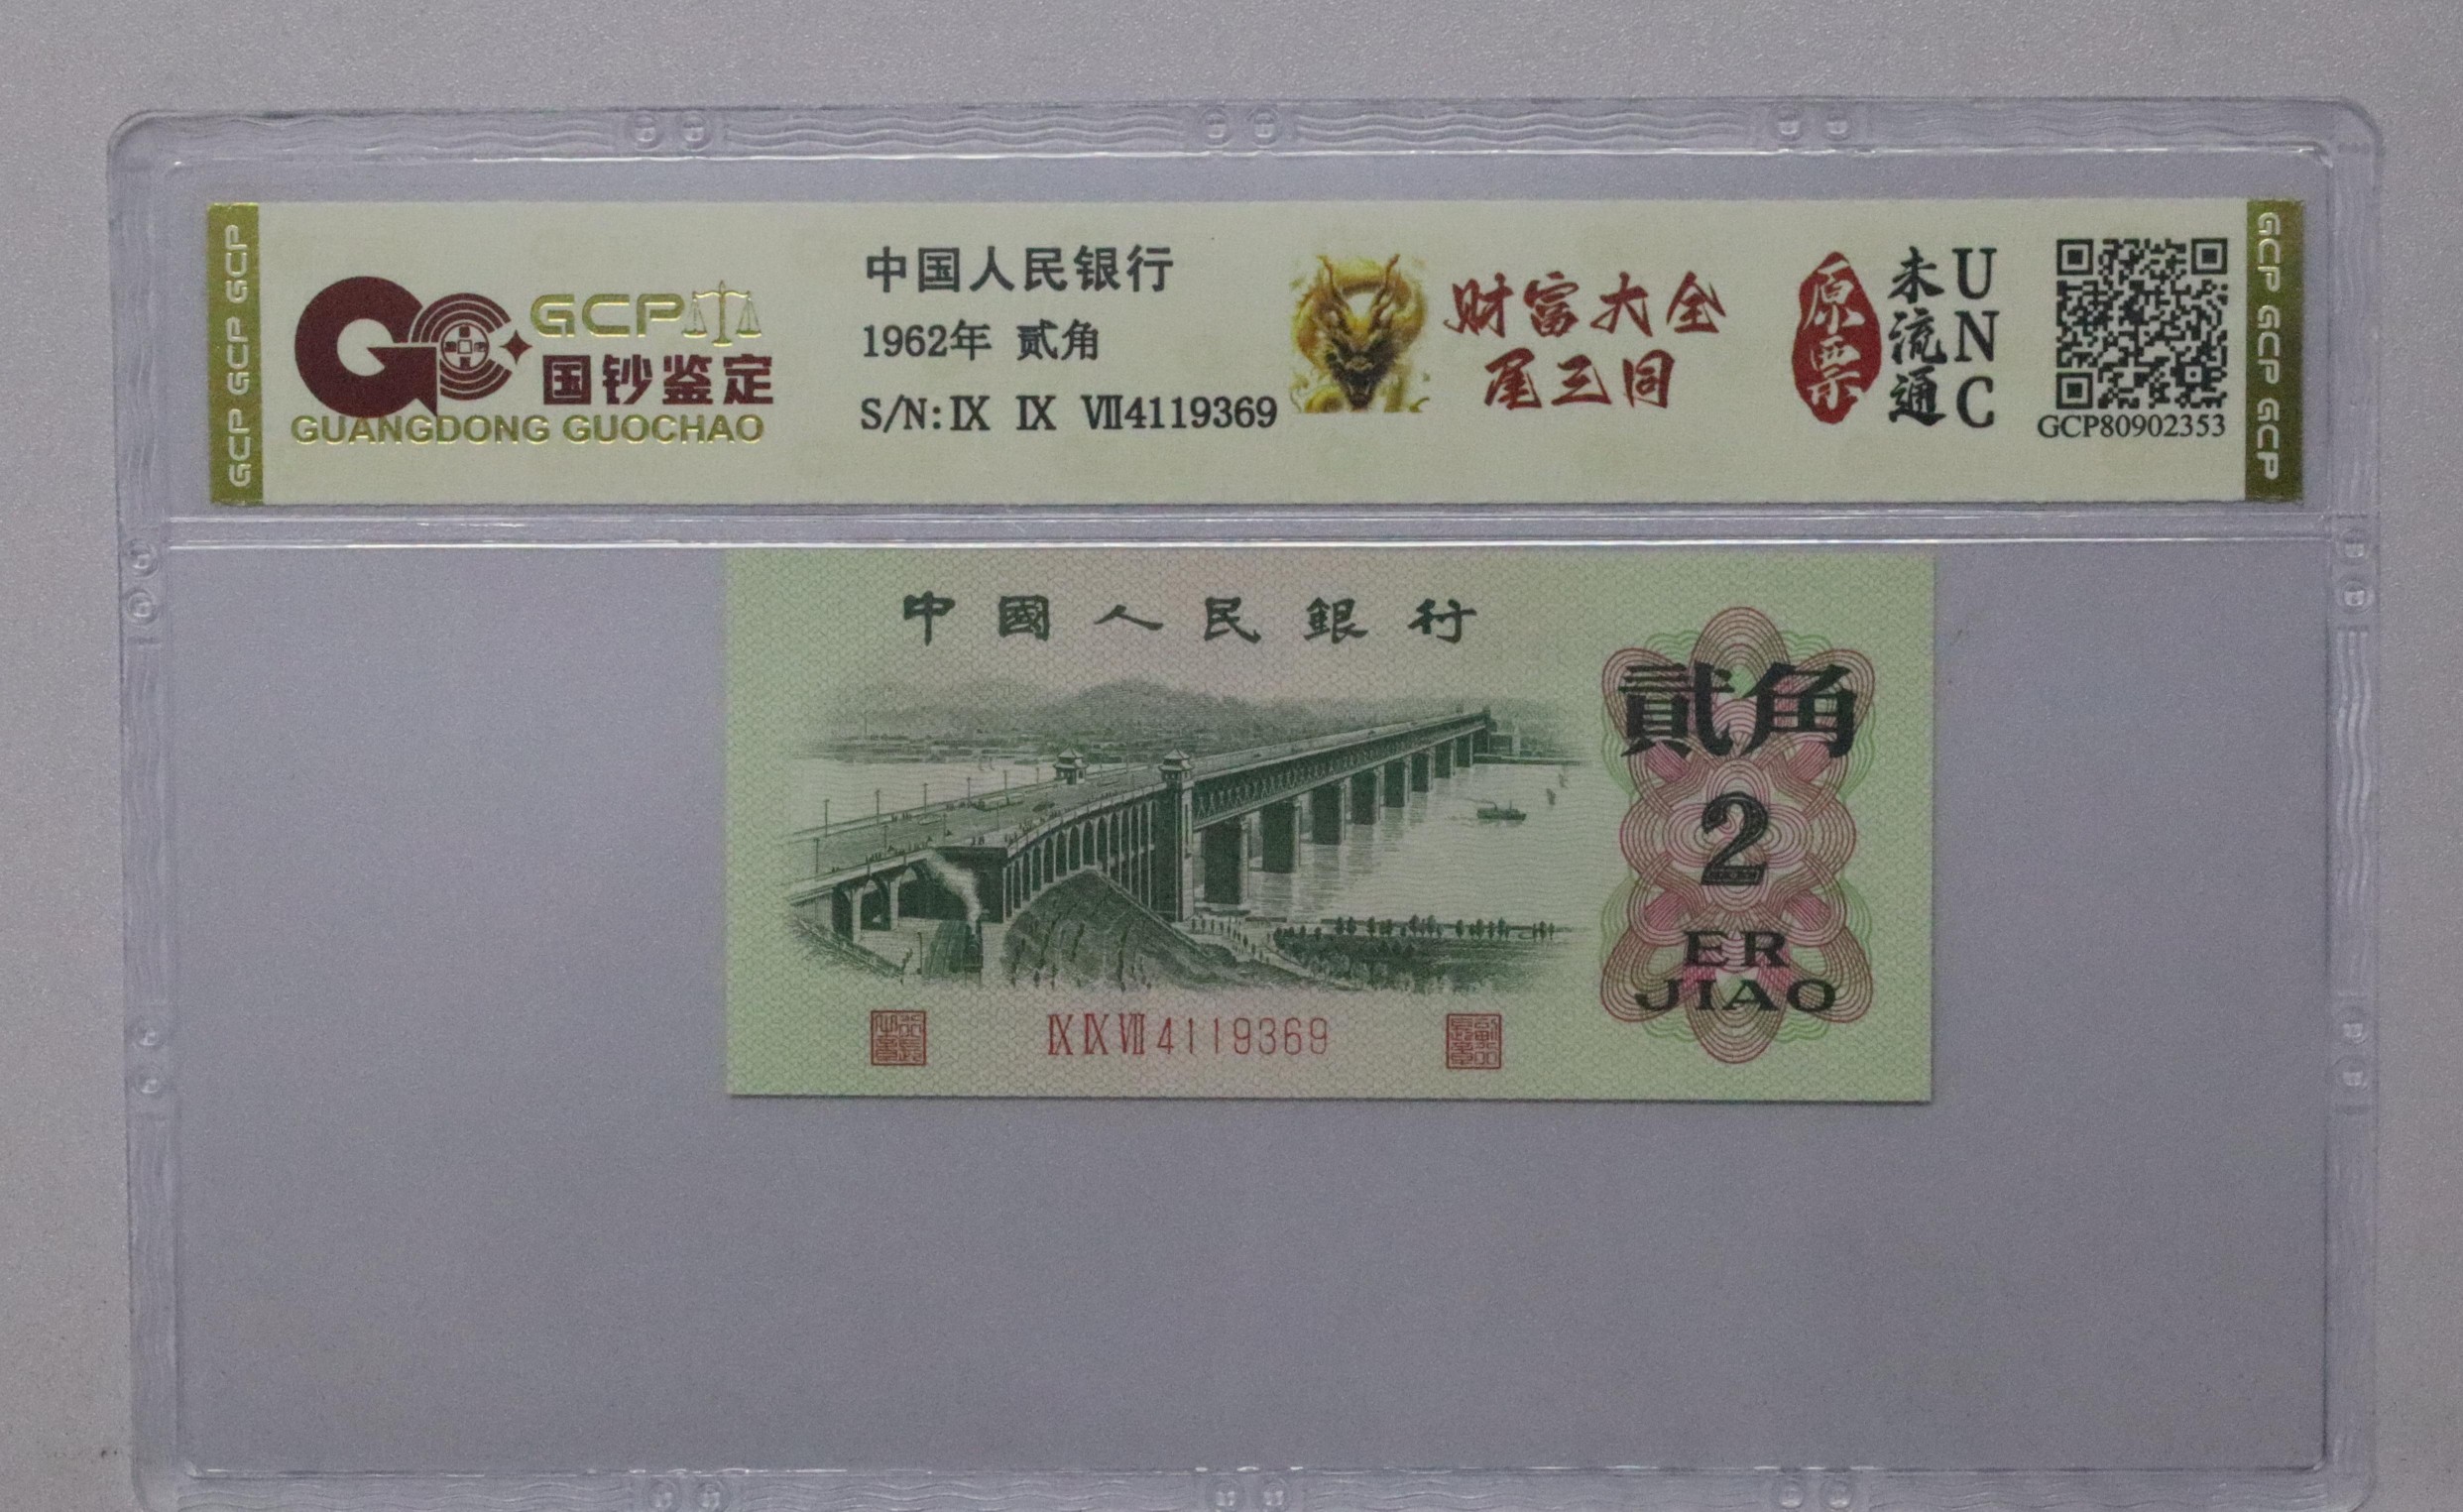 GCP GCP GCP
GCP
国钞鉴定
GUANGDONG GUOCHAO
中国人民银行
1962年 贰角
S/N:Ⅸ Ⅸ Ⅶ4119369
财富大全
尾三同
原票
未流通
UNC
GCP80902353
GCP GCP GCP
中國人民銀行
貳角
2
ER
JIAO
ⅨⅨⅦ4119369